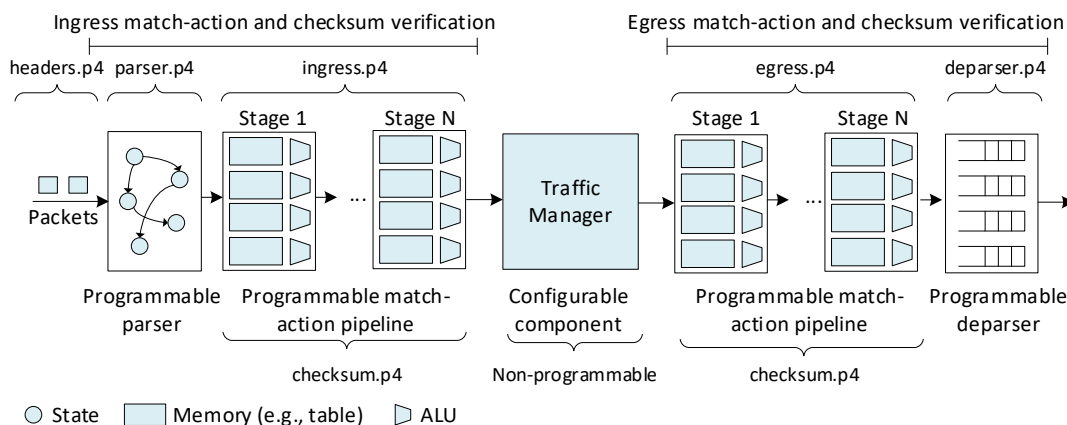 Ingress match-action and checksum verification
Egress match-action and checksum verification
headers.p4
parser.p4
ingress.p4
egress.p4
deparser.p4
Stage 1
Stage N
Stage 1
Stage N
Packets
...
Traffic
Manager
...
Programmable
parser
Programmable match-
action pipeline
Configurable
component
Programmable match-
action pipeline
Programmable
deparser
checksum.p4
Non-programmable
checksum.p4
State
Memory (e.g., table)
ALU